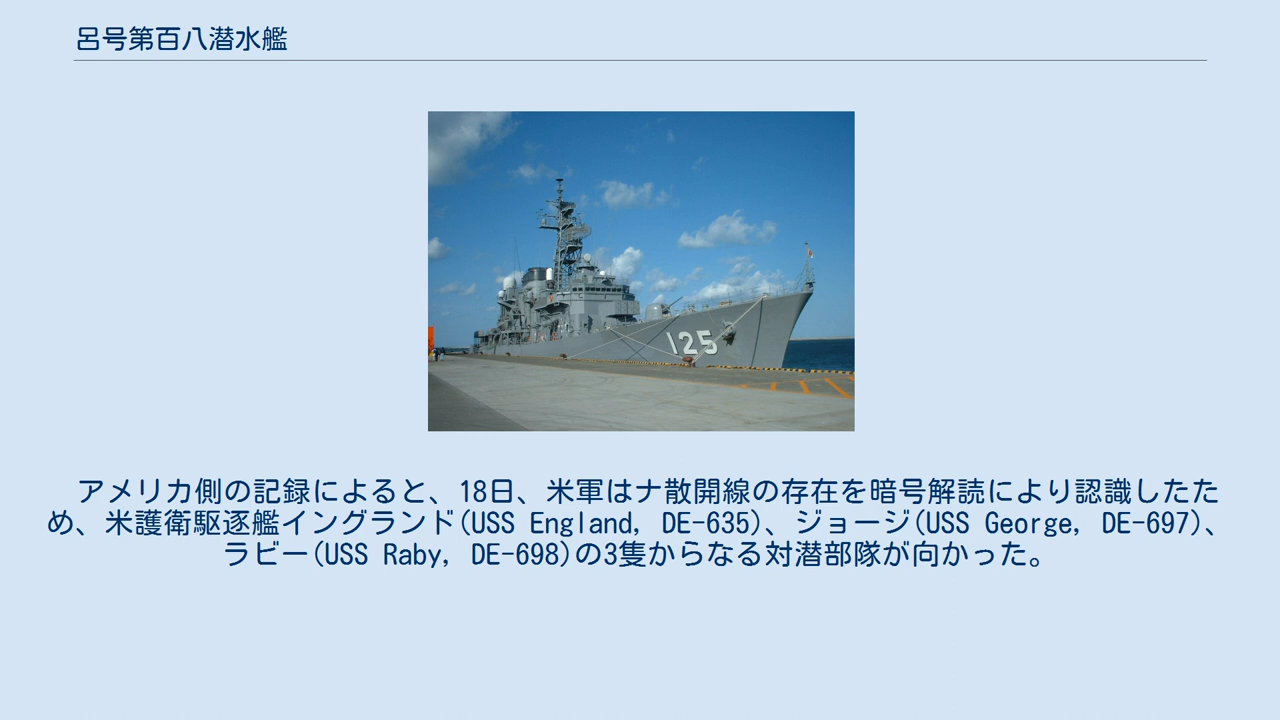 呂号第百八潜水艦
125
アメリカ側の記録によると、18日、米軍はナ散開線の存在を暗号解読により認識したた
め、米護衛駆逐艦イングランド(USS England, DE-635)、ジョージ(USS George, DE-697)、
ラビー(USS Raby, DE-698)の3隻からなる対潜部隊が向かった。